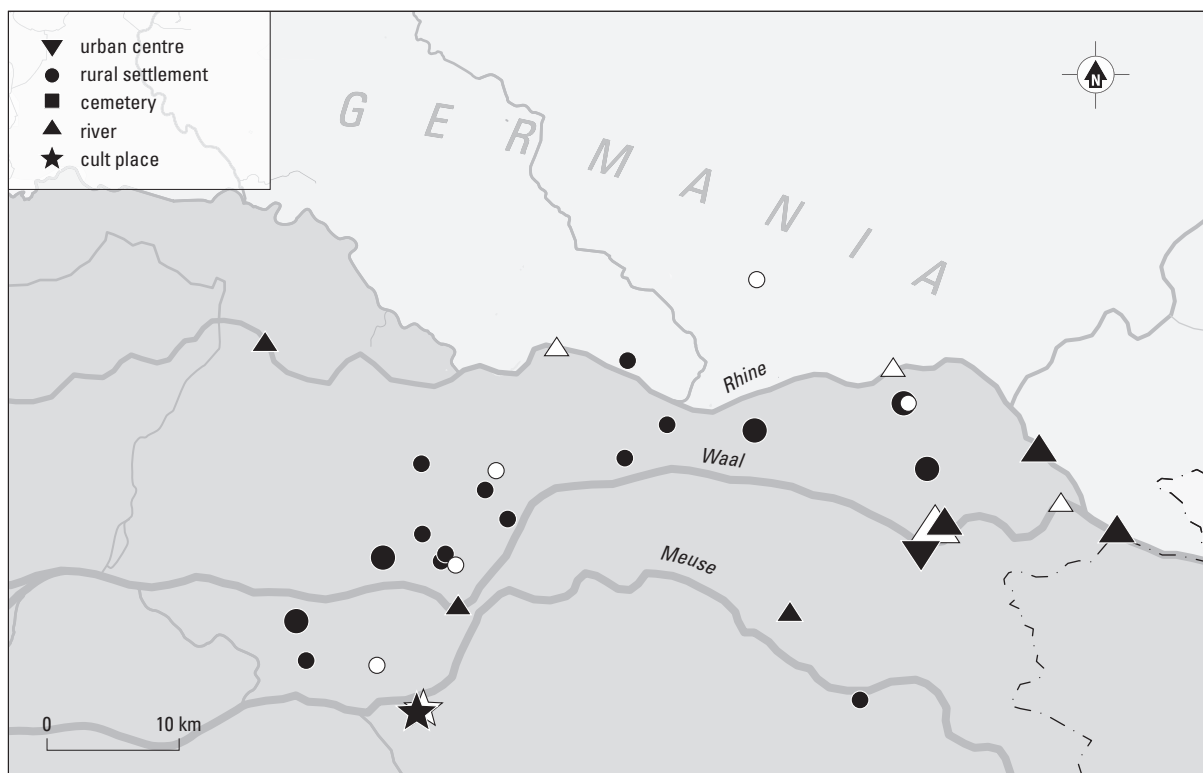 urban centre
rural settlement
cemetery
river
cult place
N
GERMANIA
Rhine
Waal
Meuse
0 10 km